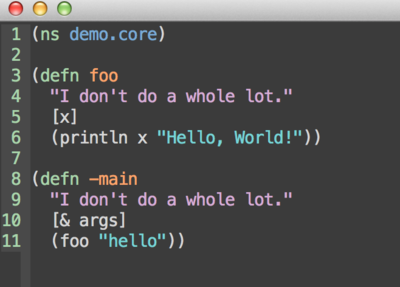 1 (ns demo.core)
2
3 (defn foo
4   "I don't do a whole lot."
5   [x]
6   (println x "Hello, World!"))
7
8 (defn -main
9   "I don't do a whole lot."
10   [& args]
11   (foo "hello"))